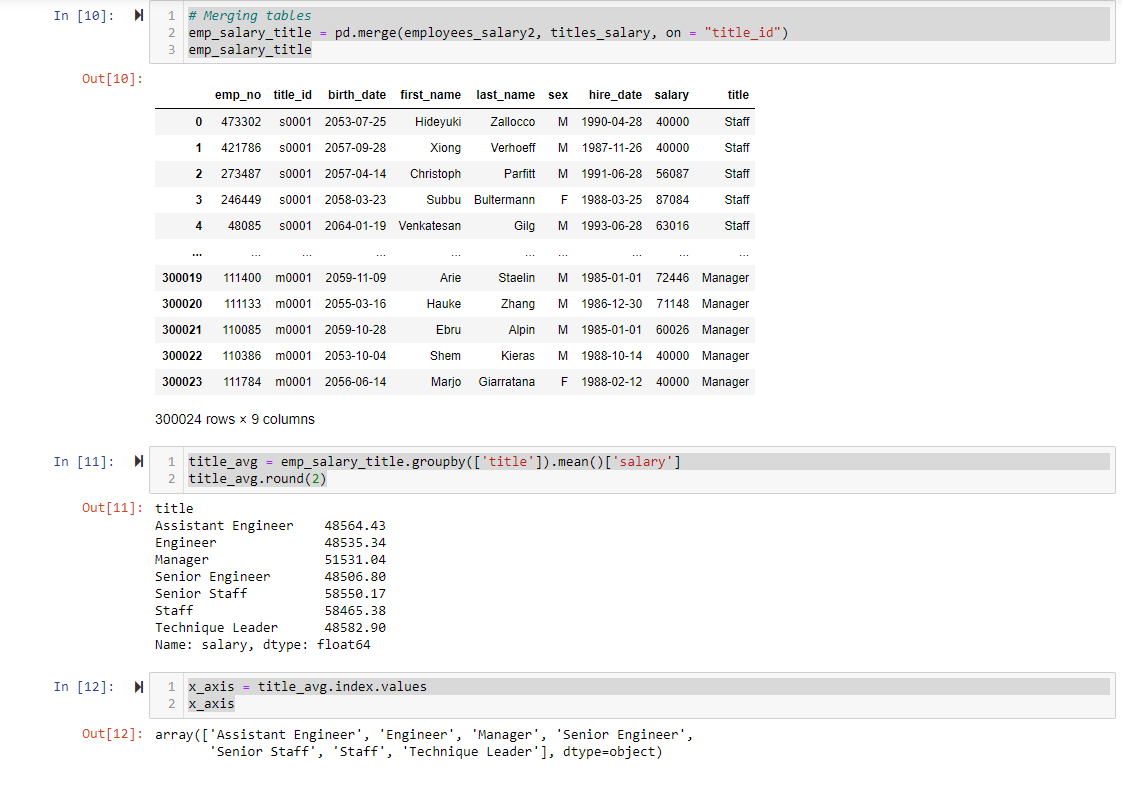 In [10]:
1 # Merging tables
2 emp_salary_title = pd.merge(employees_salary2, titles_salary, on = "title_id")
3 emp_salary_title
Out[10]:
emp_no title_id birth_date first_name last_name sex hire_date salary title
0 473302 s0001 2053-07-25 Hideyuki Zallocco M 1990-04-28 40000 Staff
1 421786 s0001 2057-09-28 Xiong Verhoeff M 1987-11-26 40000 Staff
2 273487 s0001 2057-04-14 Christoph Parfitt M 1991-06-28 56087 Staff
3 246449 s0001 2058-03-23 Subbu Bultermann F 1988-03-25 87084 Staff
4 48085 s0001 2064-01-19 Venkatesan Gilg M 1993-06-28 63016 Staff
... ... ... ... ... ... ... ... ... ...
300019 111400 m0001 2059-11-09 Arie Staelin M 1985-01-01 72446 Manager
300020 111133 m0001 2055-03-16 Hauke Zhang M 1986-12-30 71148 Manager
300021 110085 m0001 2059-10-28 Ebru Alpin M 1985-01-01 60026 Manager
300022 110386 m0001 2053-10-04 Shem Kieras M 1988-10-14 40000 Manager
300023 111784 m0001 2056-06-14 Marjo Giarratana F 1988-02-12 40000 Manager
300024 rows × 9 columns
In [11]:
1 title_avg = emp_salary_title.groupby(['title']).mean()['salary']
2 title_avg.round(2)
Out[11]:
title
Assistant Engineer 48564.43
Engineer 48535.34
Manager 51531.04
Senior Engineer 48506.80
Senior Staff 58550.17
Staff 58465.38
Technique Leader 48582.90
Name: salary, dtype: float64
In [12]:
1 x_axis = title_avg.index.values
2 x_axis
Out[12]:
array(['Assistant Engineer', 'Engineer', 'Manager', 'Senior Engineer',
'Senior Staff', 'Staff', 'Technique Leader'], dtype=object)